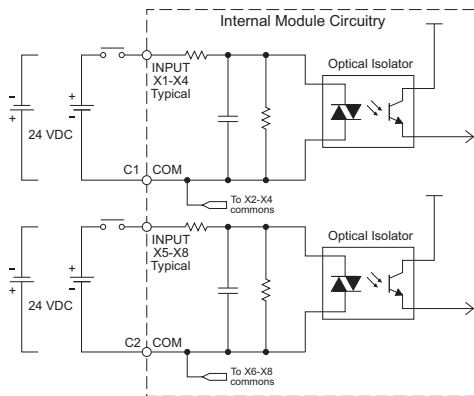 Internal Module Circuitry
INPUT
X1-X4
Typical
Optical Isolator
-
+
+
-
24 VDC
C1
COM
To X2-X4
commons
INPUT
X5-X8
Typical
Optical Isolator
-
+
+
-
24 VDC
C2
COM
To X6-X8
commons